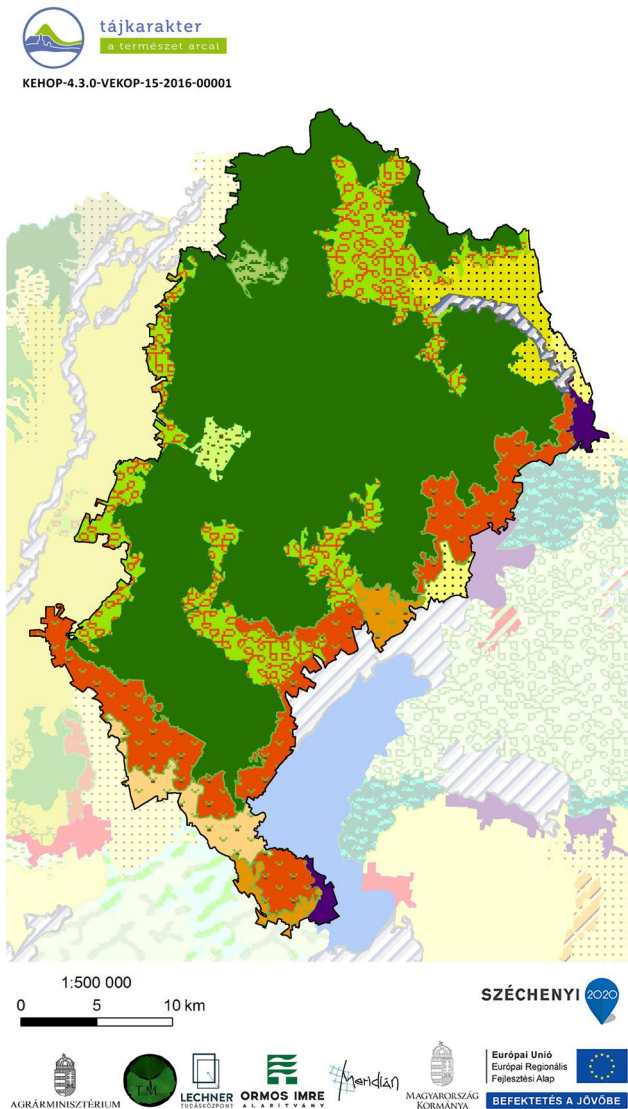 tájkarakter
a természet arcai
KEHOP-4.3.0-VEKOP-15-2016-00001
1:500 000
0 5 10 km
SZÉCHENYI 2020
AGRÁRMINISZTÉRIUM
T.M.
LECHNER
TUDÁSKÖZPONT
ORMOS IMRE
ALAPÍTVÁNY
Meridián
MAGYARORSZÁG
KORMÁNYA
Európai Unió
Európai Regionális
Fejlesztési Alap
BEFEKTETÉS A JÖVŐBE